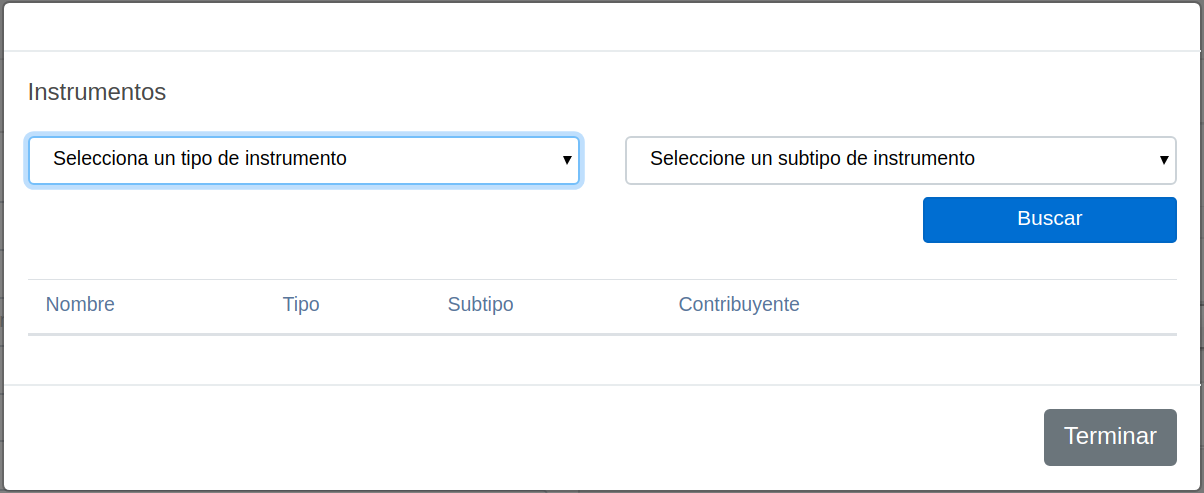 Instrumentos
Selecciona un tipo de instrumento Seleccione un subtipo de instrumento
Buscar
Nombre Tipo Subtipo Contribuyente
Terminar